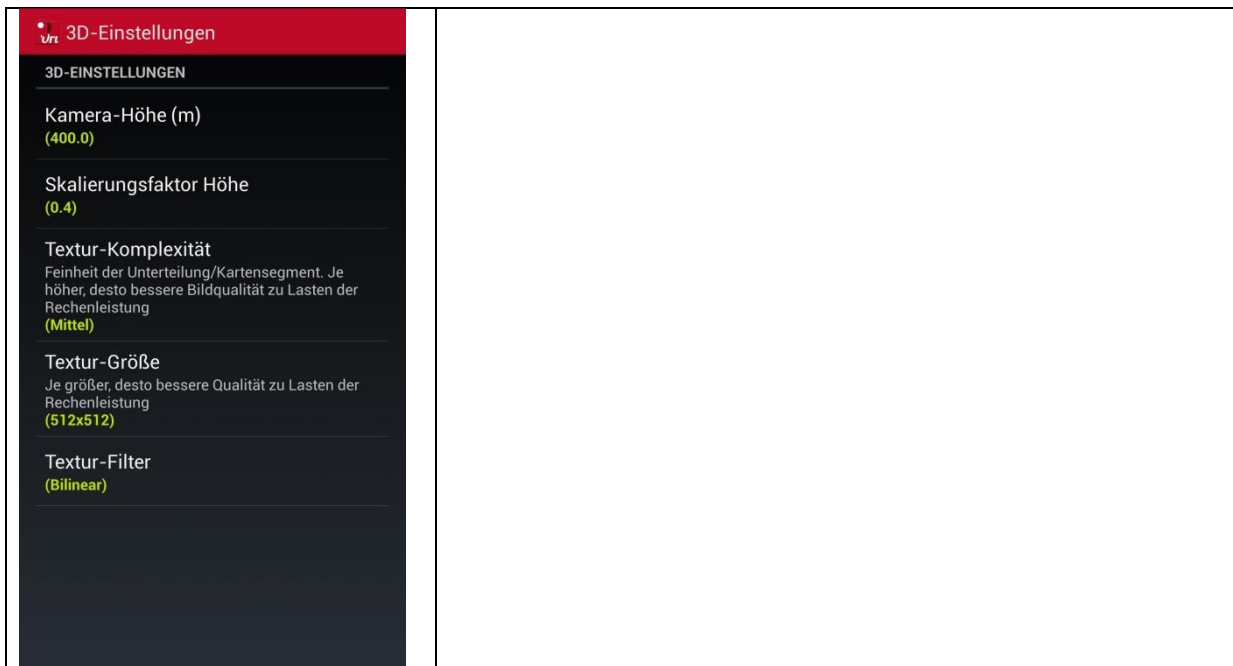 3D-Einstellungen
3D-EINSTELLUNGEN
Kamera-Höhe (m)
(400.0)
Skalierungsfaktor Höhe
(0.4)
Textur-Komplexität
Feinheit der Unterteilung/Kartensegment. Je
höher, desto bessere Bildqualität zu Lasten der
Rechenleistung
(Mittel)
Textur-Größe
Je größer, desto bessere Qualität zu Lasten der
Rechenleistung
(512x512)
Textur-Filter
(Bilinear)